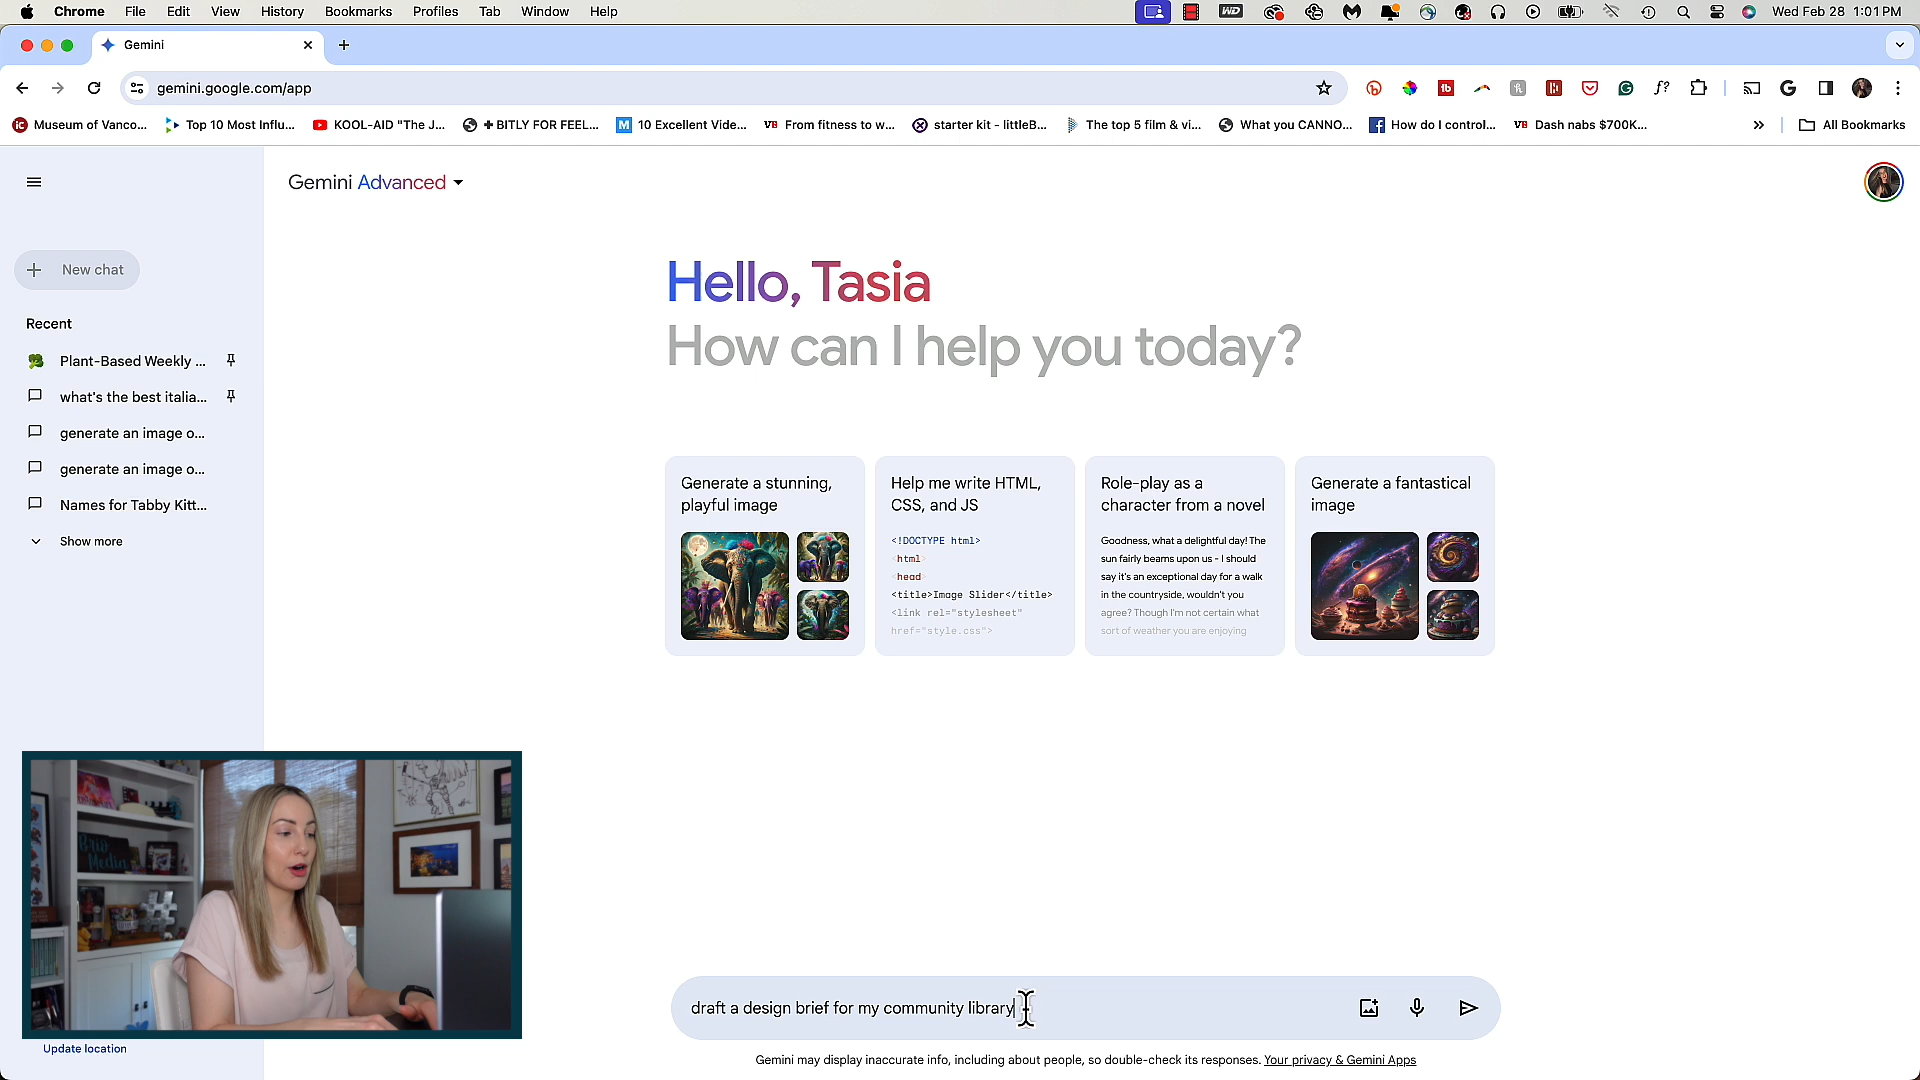 Chrome File Edit View History Bookmarks Profiles Tab Window Help
WD
Wed Feb 28 1:01 PM
Gemini
gemini.google.com/app
Museum of Vanco...
Top 10 Most Influ...
KOOL-AID "The J...
+ BITLY FOR FEEL...
10 Excellent Vide...
From fitness to w...
starter kit - littleB...
The top 5 film & vi...
What you CANNO...
How do I control...
Dash nabs $700K...
All Bookmarks
Gemini Advanced
New chat
Recent
Plant-Based Weekly ...
what's the best italia...
generate an image o...
generate an image o...
Names for Tabby Kitt...
Show more
Hello, Tasia
How can I help you today?
Generate a stunning,
playful image
Help me write HTML,
CSS, and JS
<!DOCTYPE html>
<html
<head
<title>Image Slider</title>
<link rel="stylesheet"
href="style.css">
Role-play as a
character from a novel
Goodness, what a delightful day! The
sun fairly beams upon us - I should
say it's an exceptional day for a walk
in the countryside, wouldn't you
agree? Though I'm not certain what
sort of weather you are enjoying
Generate a fantastical
image
Brio
Media
Update location
draft a design brief for my community library
Gemini may display inaccurate info, including about people, so double-check its responses. Your privacy & Gemini Apps